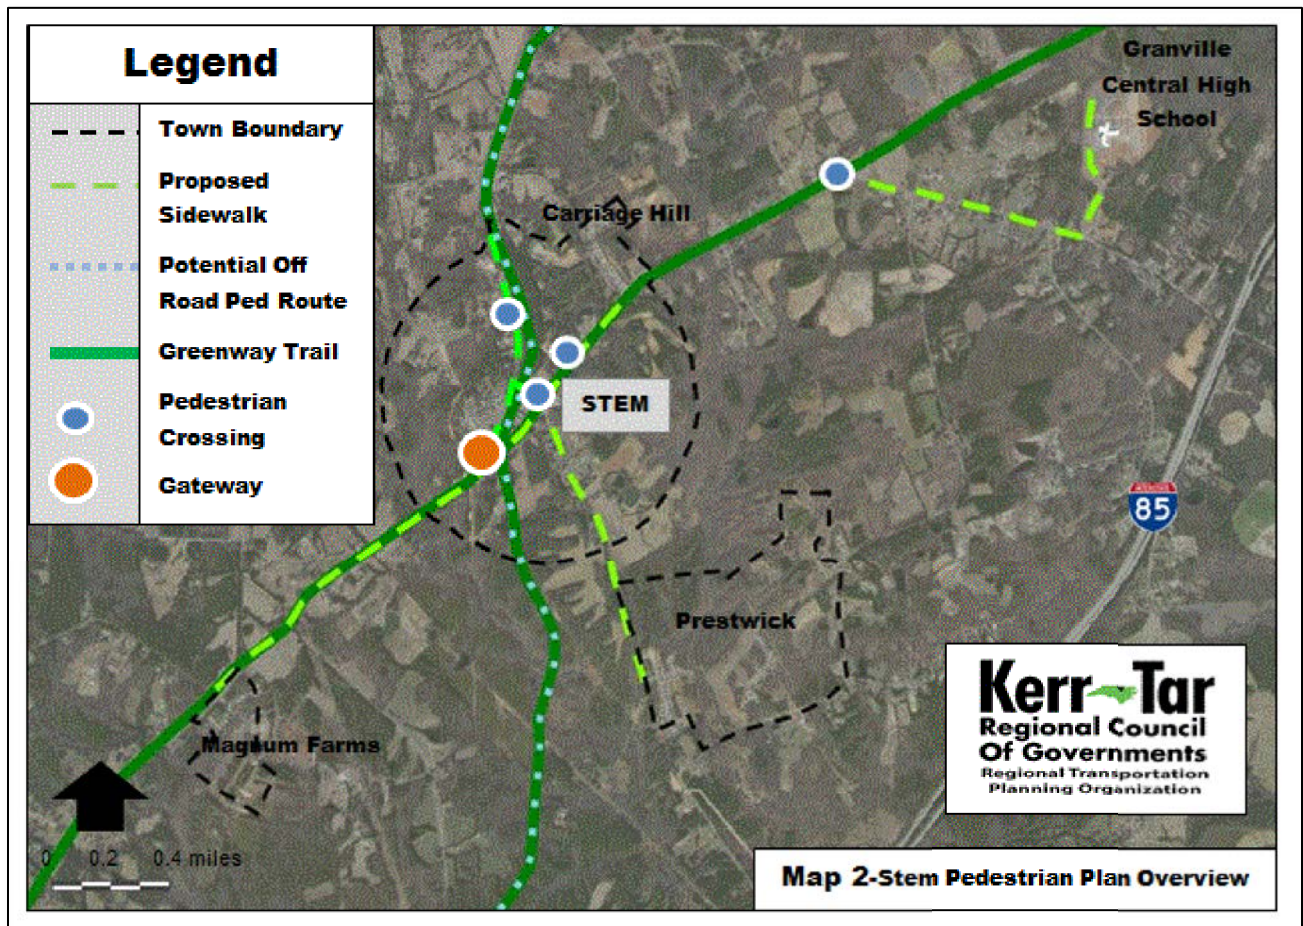 Legend
Town Boundary
Proposed
Sidewalk
Potential Off
Road Ped Route
Greenway Trail
Pedestrian
Crossing
Gateway
Granville
Central High
School
Carriage Hill
STEM
85
Prestwick
Magnum Farms
0 0.2 0.4 miles
Kerr Tar
Regional Council
Of Governments
Regional Transportation
Planning Organization
Map 2-Stem Pedestrian Plan Overview